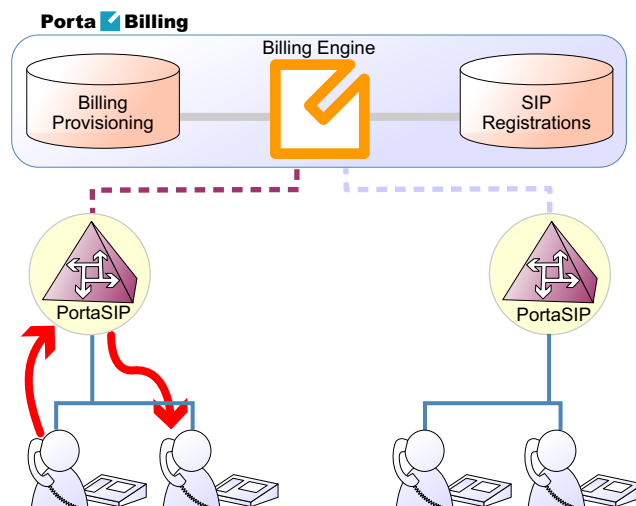 Porta Billing
Billing Engine
Billing
Provisioning
SIP
Registrations
PortaSIP
PortaSIP